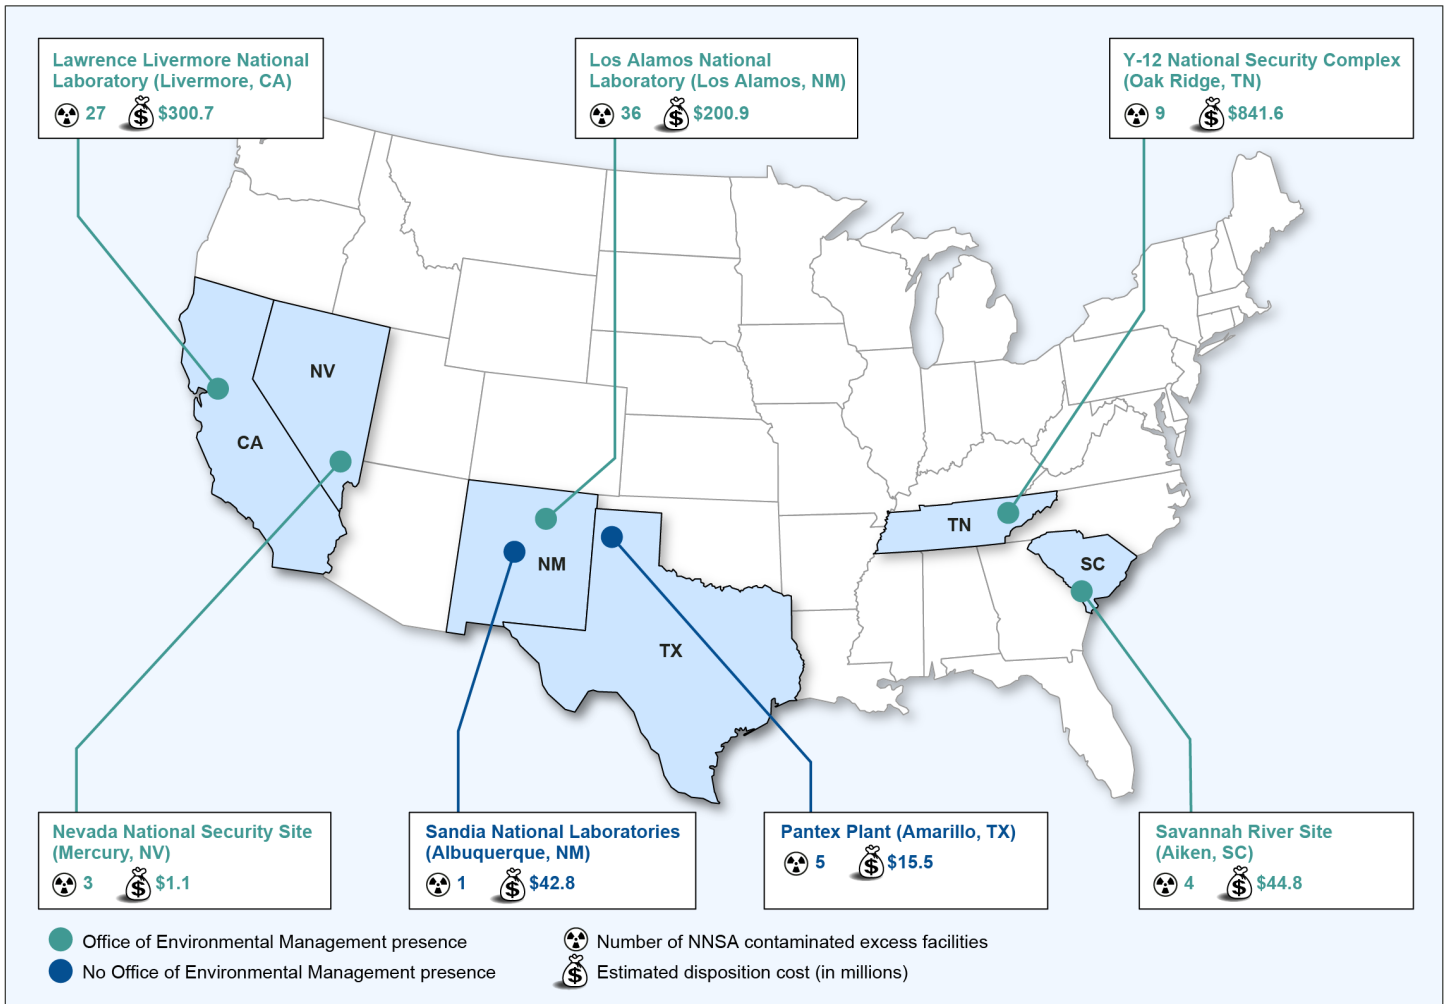 Lawrence Livermore National
Laboratory (Livermore, CA)
27 $300.7
Los Alamos National
Laboratory (Los Alamos, NM)
36 $200.9
Y-12 National Security Complex
(Oak Ridge, TN)
9 $841.6
NV
CA
NM
TX
TN
SC
Nevada National Security Site
(Mercury, NV)
3 $1.1
Sandia National Laboratories
(Albuquerque, NM)
1 $42.8
Pantex Plant (Amarillo, TX)
5 $15.5
Savannah River Site
(Aiken, SC)
4 $44.8
Office of Environmental Management presence
No Office of Environmental Management presence
Number of NNSA contaminated excess facilities
$ Estimated disposition cost (in millions)